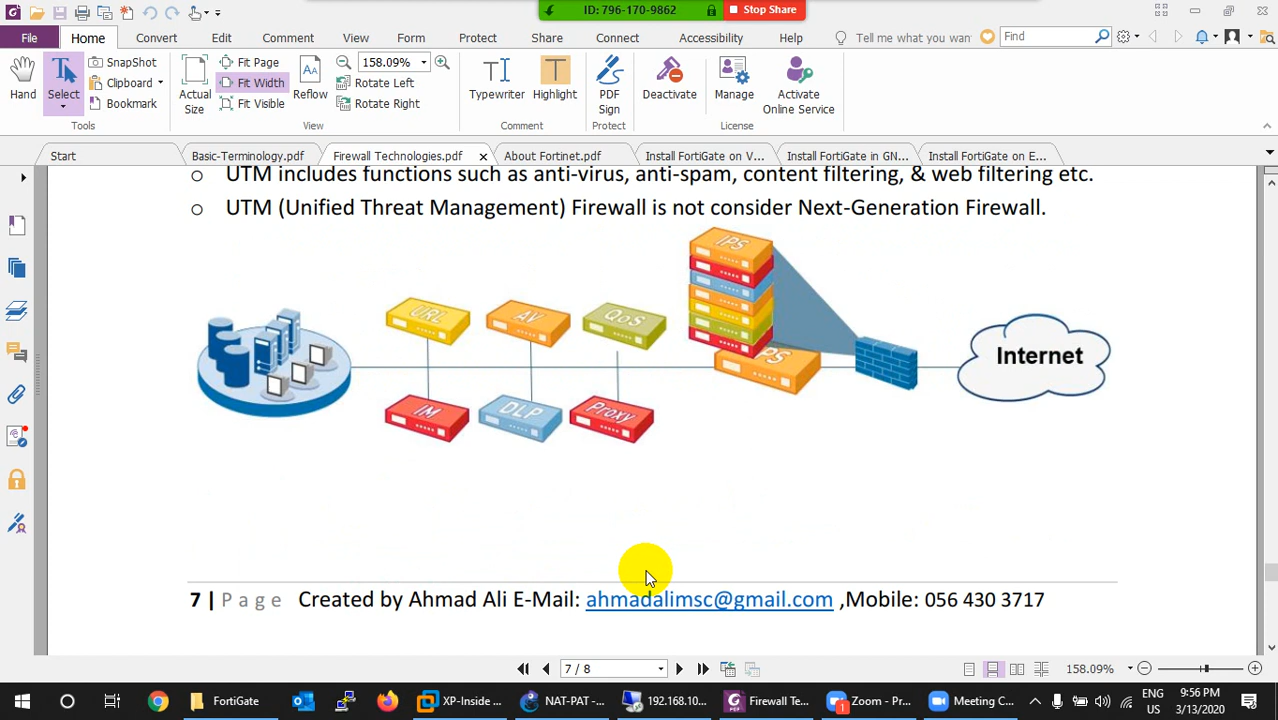 ID: 796-170-9862 Stop Share
File Home Convert Edit Comment View Form Protect Share Connect Accessibility Help Tell me what you wan Find
Hand
Select
SnapShot
Clipboard
Bookmark
Tools
Actual
Size
Fit Page
Fit Width
Fit Visible
Reflow
158.09%
Rotate Left
Rotate Right
View
Typewriter
Highlight
Comment
PDF
Sign
Protect
Deactivate
Manage
Activate
Online Service
License
Start Basic-Terminology.pdf Firewall Technologies.pdf About Fortinet.pdf Install FortiGate on V... Install FortiGate in GN... Install FortiGate on E...
o UTM includes functions such as anti-virus, anti-spam, content filtering, & web filtering etc.
o UTM (Unified Threat Management) Firewall is not consider Next-Generation Firewall.
IPS
URL AV QoS
IPS
Internet
IM DLP Proxy
7 | Page Created by Ahmad Ali E-Mail: ahmadalimsc@gmail.com ,Mobile: 056 430 3717
7 / 8
158.09%
FortiGate
XP-Inside ...
NAT-PAT -...
192.168.10...
Firewall Te...
Zoom - Pr...
1
Meeting C...
ENG
US
9:56 PM
3/13/2020